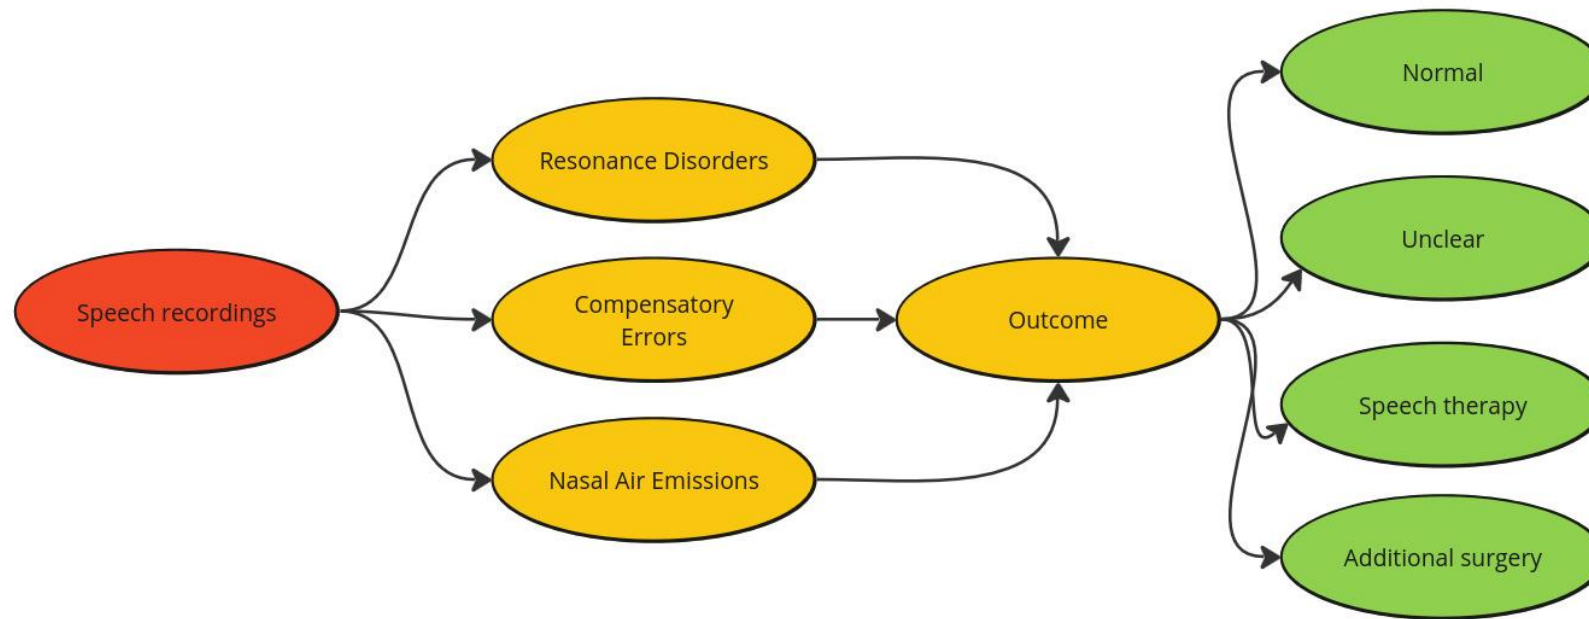 Speech recordings
Resonance Disorders
Compensatory
Errors
Nasal Air Emissions
Outcome
Normal
Unclear
Speech therapy
Additional surgery